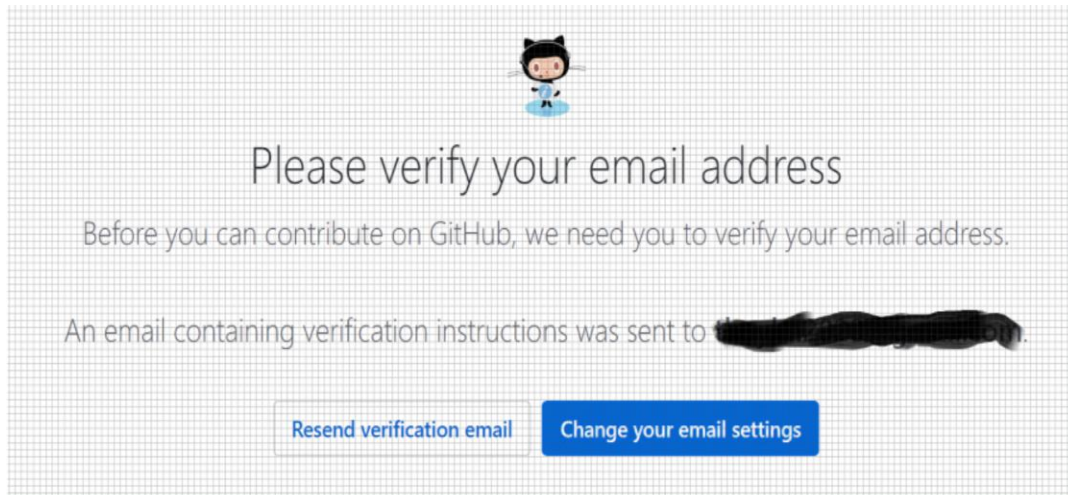 Please verify your email address
Before you can contribute on GitHub, we need you to verify your email address.
An email containing verification instructions was sent to
Resend verification email
Change your email settings